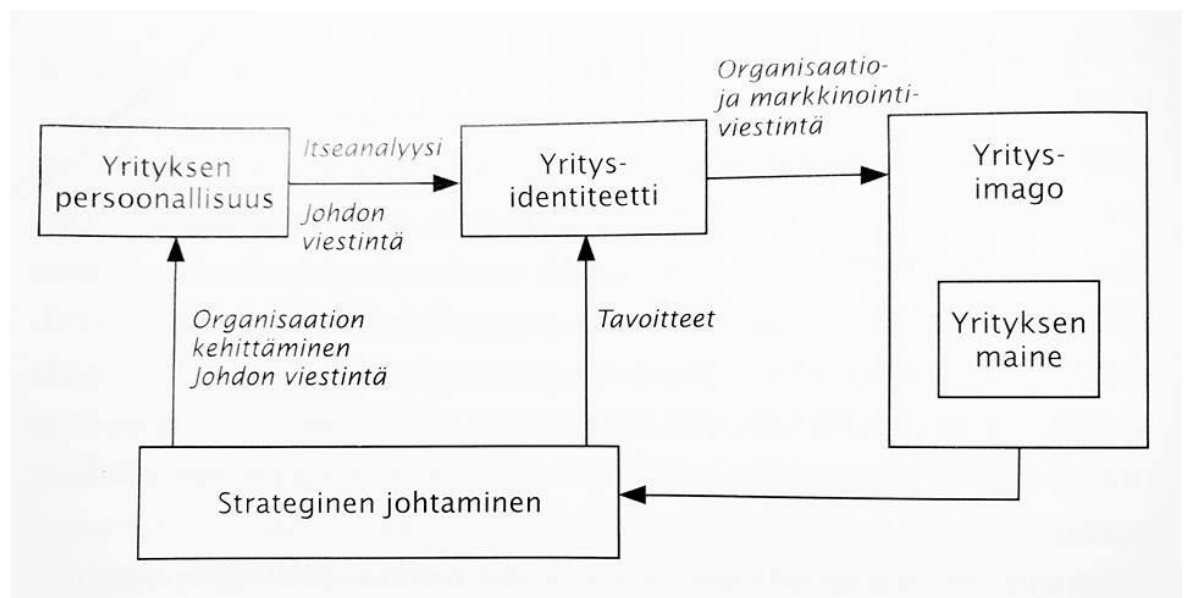 Organisaatio-
ja markkinointi-
viestintä
Yrityksen
persoonallisuus
Itseanalyysi
Johdon
viestintä
Yritys-
identiteetti
Yritys-
imago
Organisaation
kehittäminen
Johdon viestintä
Tavoitteet
Yrityksen
maine
Strateginen johtaminen